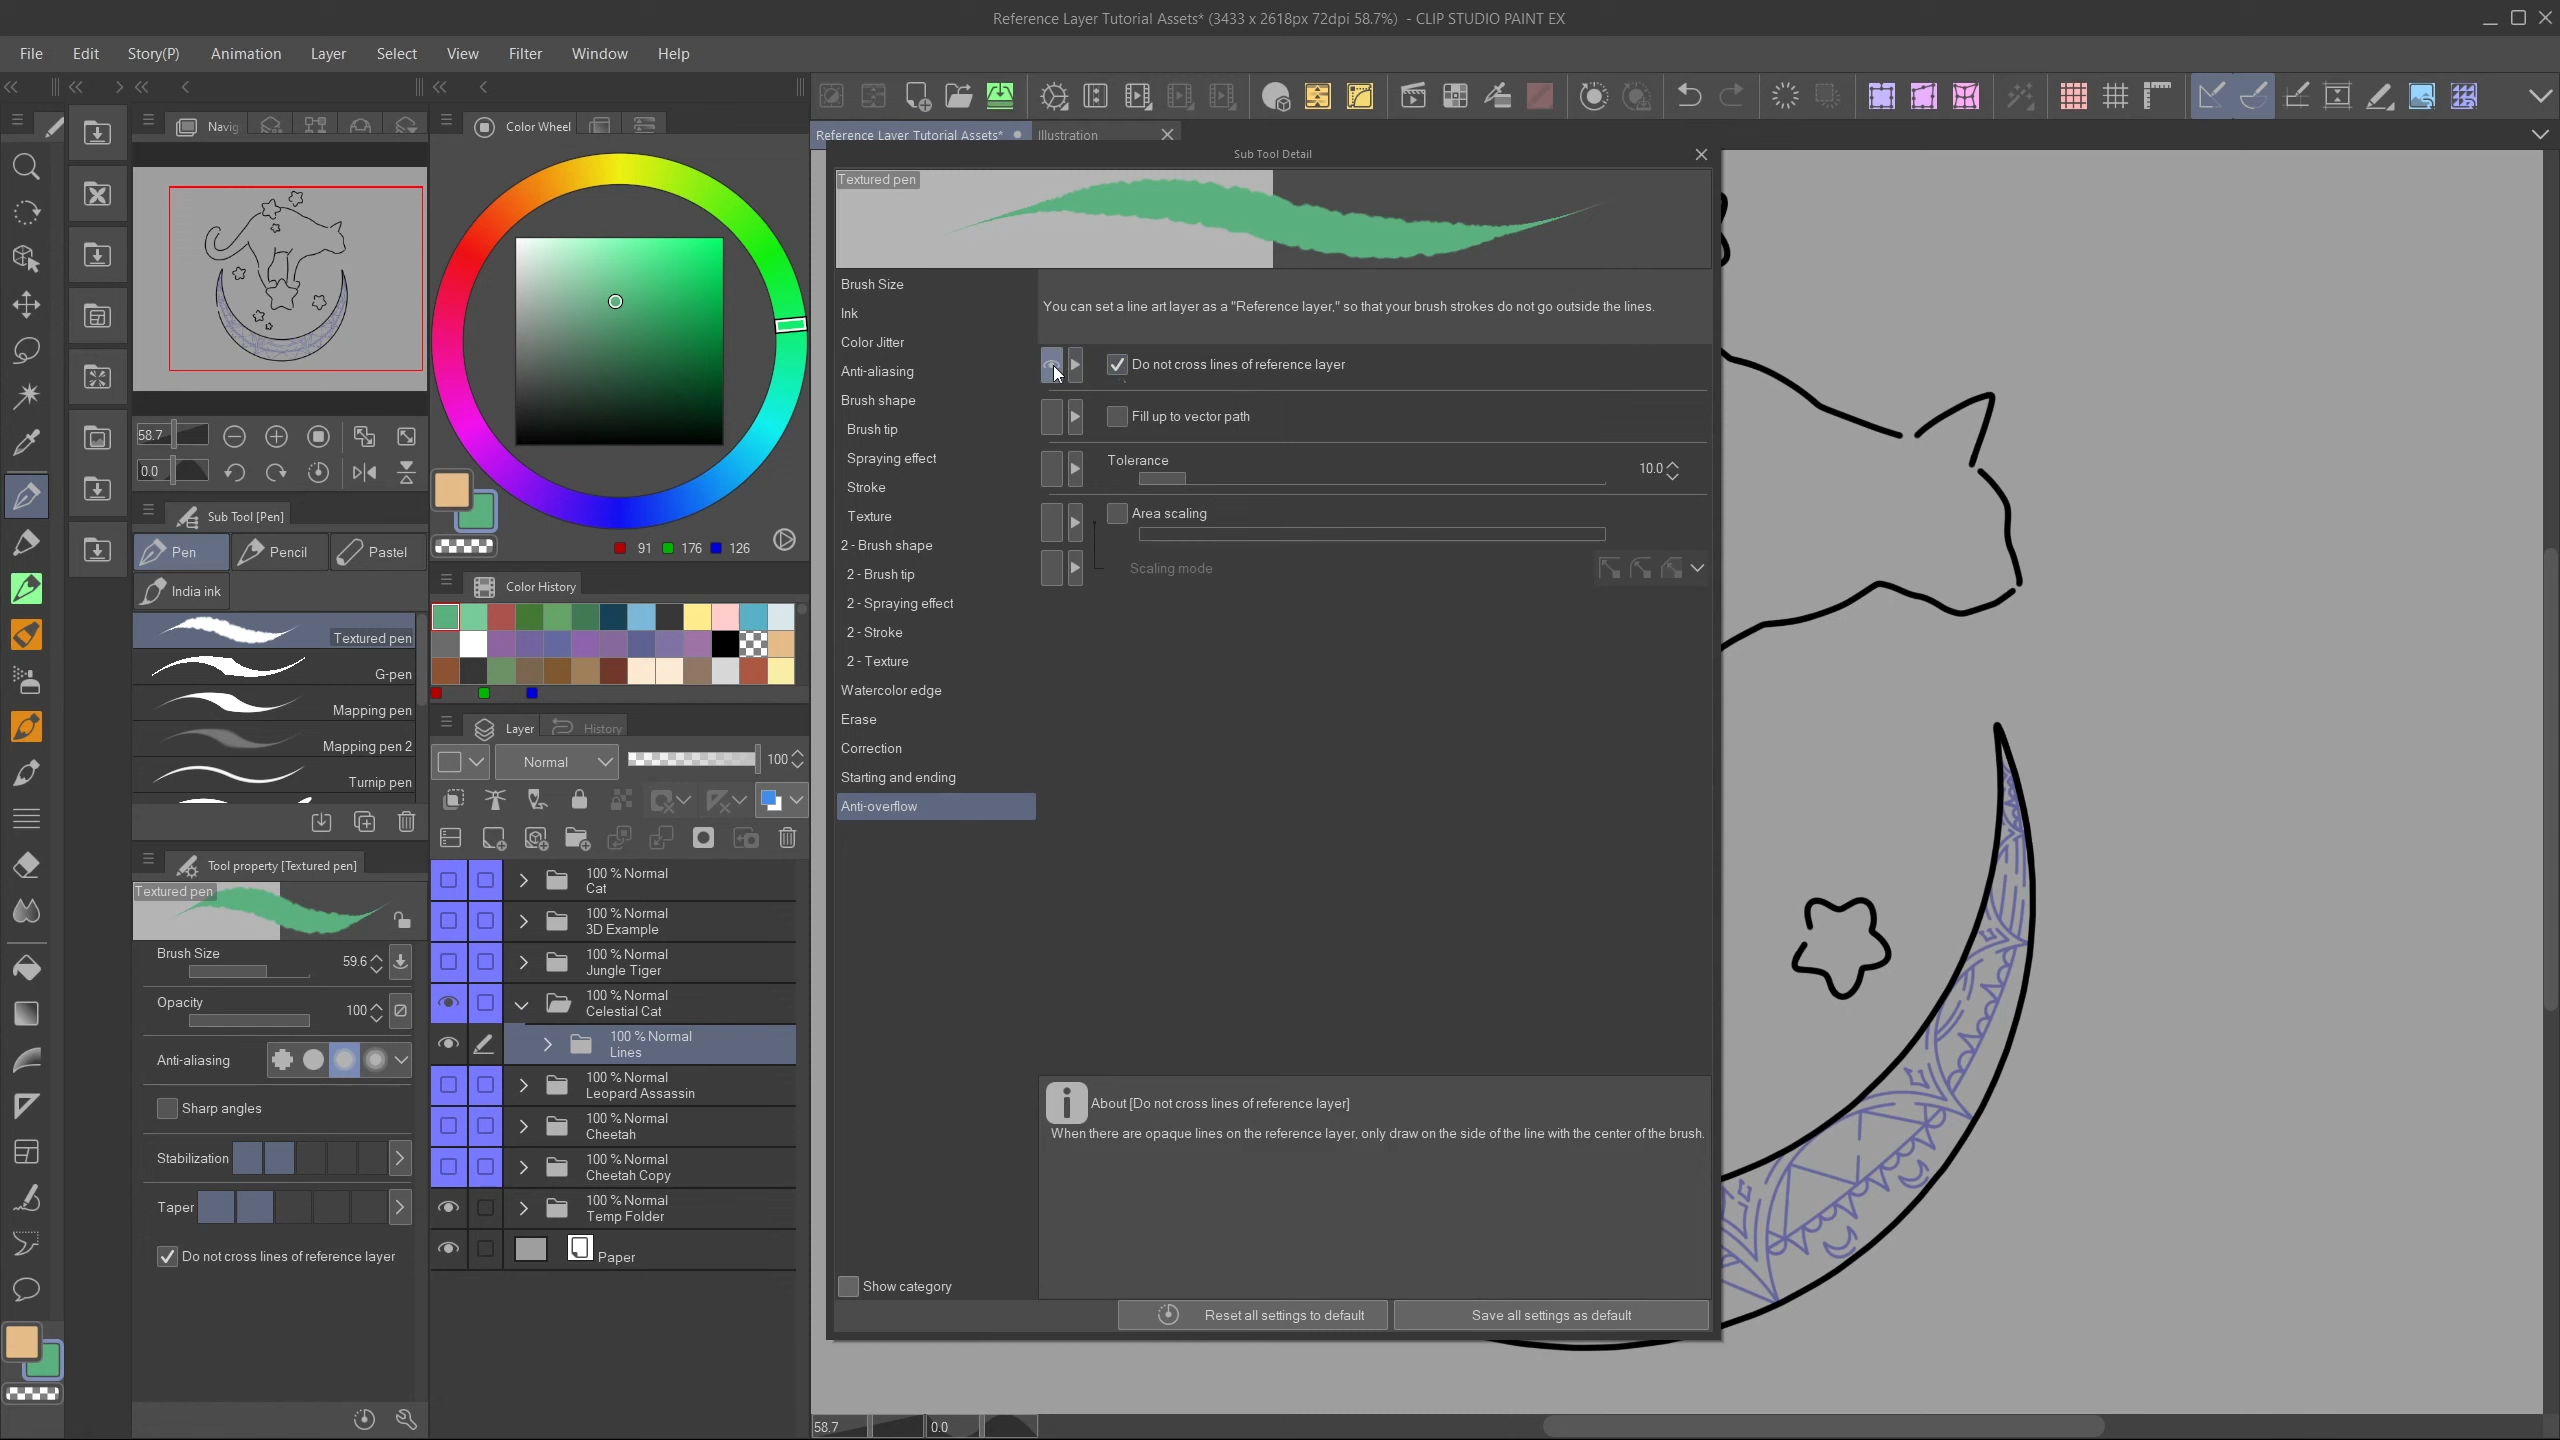 Reference Layer Tutorial Assets* (3433 x 2618px 72dpi 58.7%) - CLIP STUDIO PAINT EX
File Edit Story(P) Animation Layer Select View Filter Window Help
Navig
Color Wheel
Reference Layer Tutorial Assets*
Illustration
58.7
0.0
Sub Tool [Pen]
Pen
Pencil
Pastel
India ink
Textured pen
G-pen
Mapping pen
Mapping pen 2
Turnip pen
Tool property [Textured pen]
Textured pen
Brush Size
59.6
Opacity
100
Anti-aliasing
Sharp angles
Stabilization
Taper
Do not cross lines of reference layer
91 176 126
Color History
Layer
History
Normal
100
100 % Normal
Cat
100 % Normal
3D Example
100 % Normal
Jungle Tiger
100 % Normal
Celestial Cat
100 % Normal
Lines
100 % Normal
Leopard Assassin
100 % Normal
Cheetah
100 % Normal
Cheetah Copy
100 % Normal
Temp Folder
Paper
Sub Tool Detail
Textured pen
Brush Size
Ink
Color Jitter
Anti-aliasing
Brush shape
Brush tip
Spraying effect
Stroke
Texture
2 - Brush shape
2 - Brush tip
2 - Spraying effect
2 - Stroke
2 - Texture
Watercolor edge
Erase
Correction
Starting and ending
Anti-overflow
Show category
You can set a line art layer as a "Reference layer," so that your brush strokes do not go outside the lines.
Do not cross lines of reference layer
Fill up to vector path
Tolerance
10.0
Area scaling
Scaling mode
About [Do not cross lines of reference layer]
When there are opaque lines on the reference layer, only draw on the side of the line with the center of the brush.
Reset all settings to default
Save all settings as default
58.7
0.0